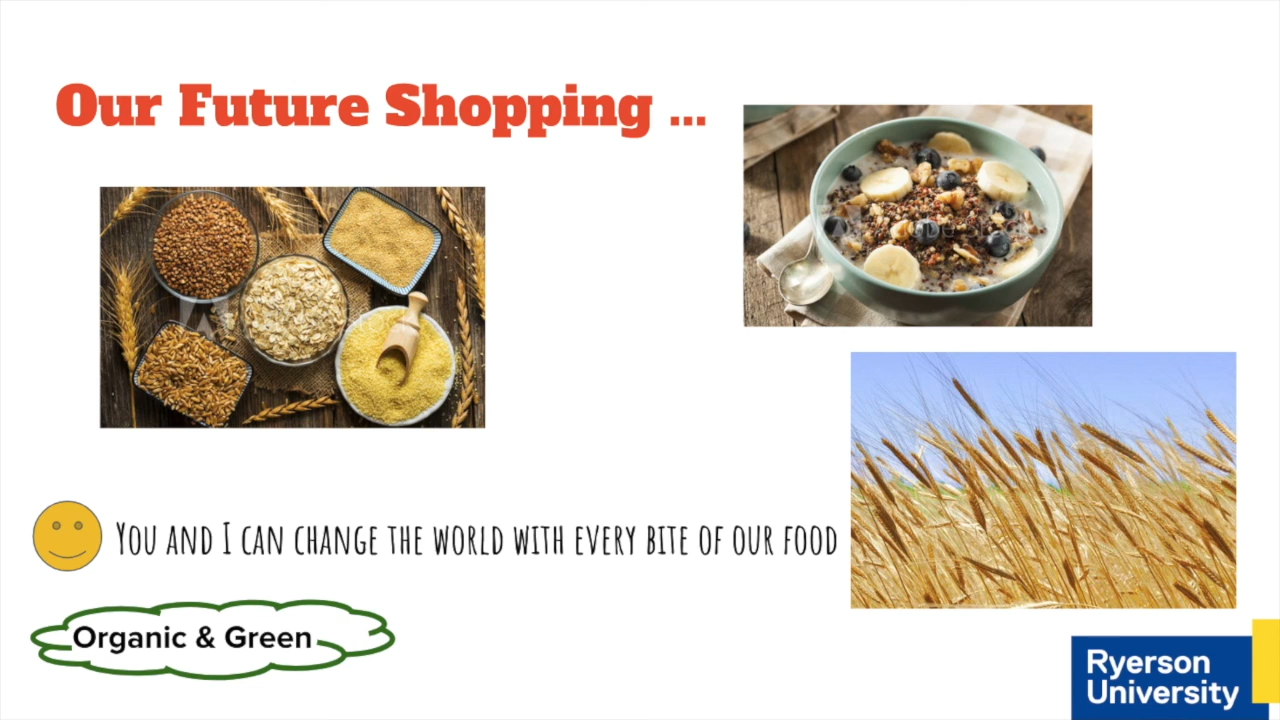 Our Future Shopping ...
You and I can change the world with every bite of our food
Organic & Green
Ryerson
University